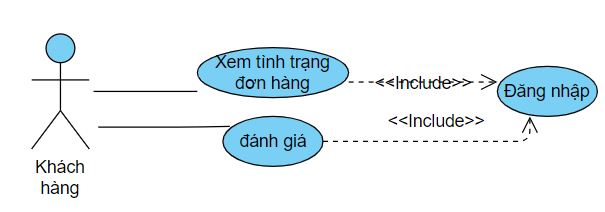 Xem tình trạng
đơn hàng
<<Include>>
Đăng nhập
<<Include>>
đánh giá
Khách
hàng